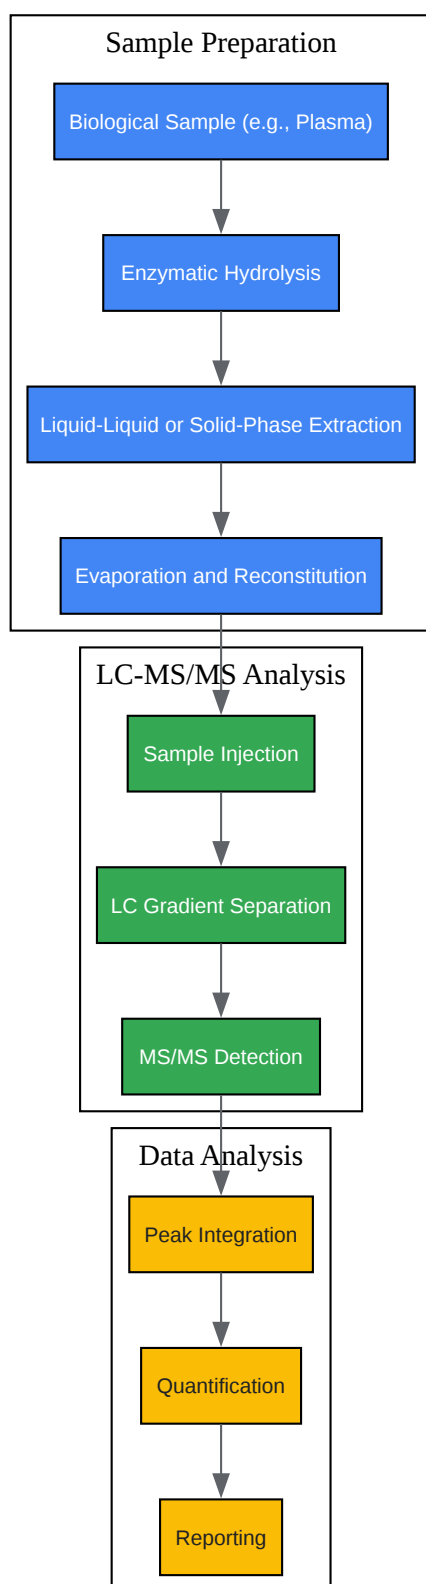 Sample Preparation
Biological Sample (e.g., Plasma)
Enzymatic Hydrolysis
Liquid-Liquid or Solid-Phase Extraction
Evaporation and Reconstitution
LC-MS/MS Analysis
Sample Injection
LC Gradient Separation
MS/MS Detection
Data Analysis
Peak Integration
Quantification
Reporting